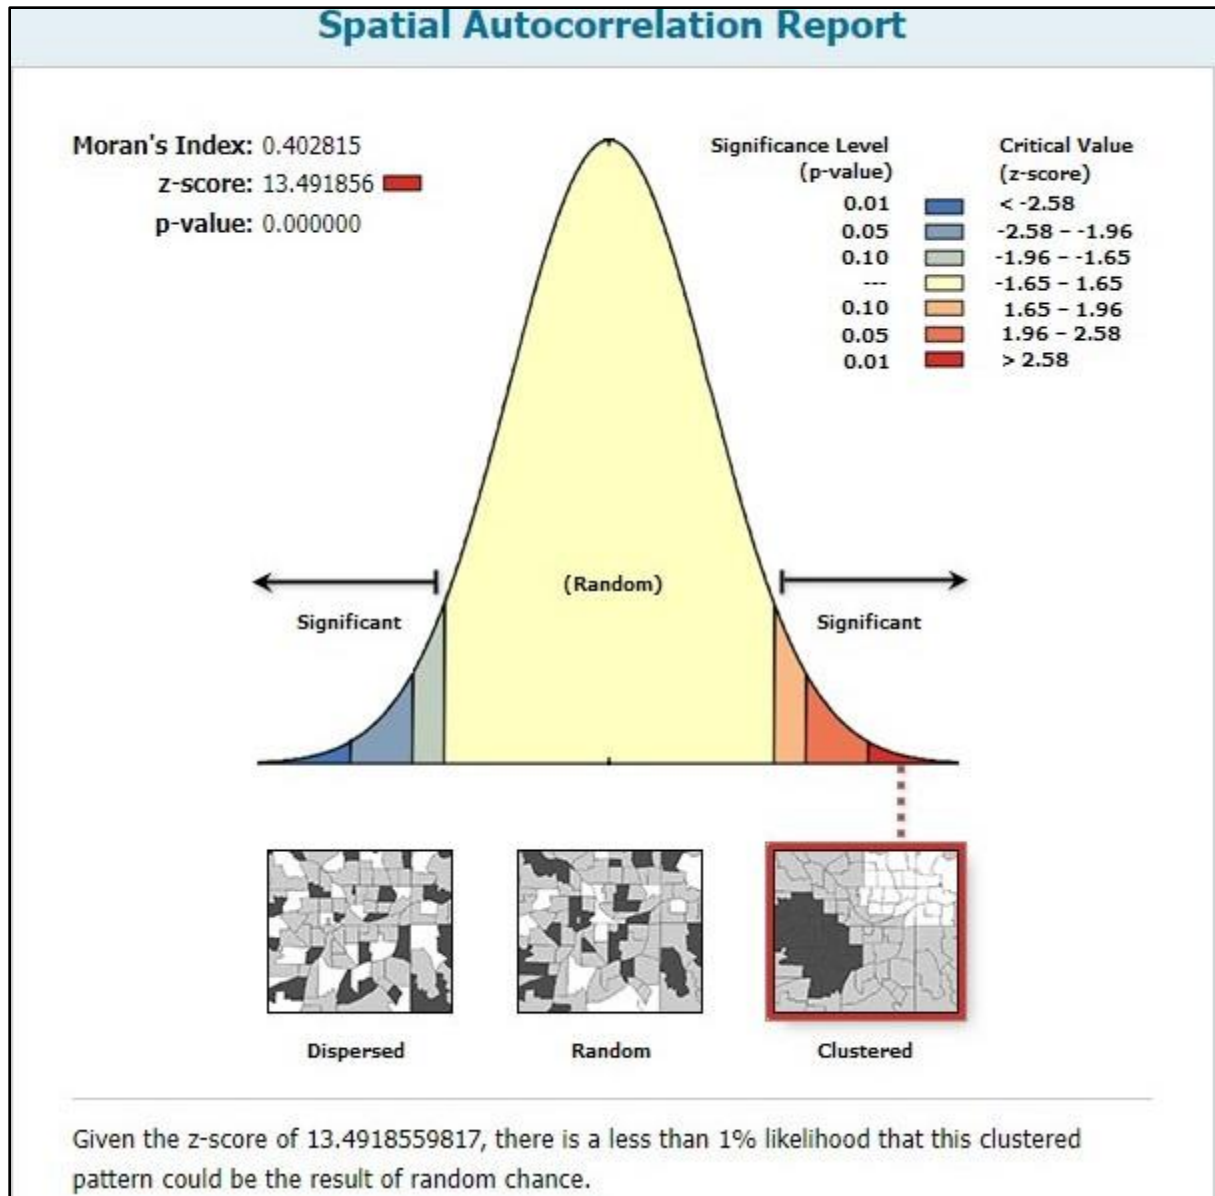 Spatial Autocorrelation Report
Moran's Index: 0.402815
z-score: 13.491856
p-value: 0.000000
Significance Level
(p-value)
Critical Value
(z-score)
0.01 < -2.58
0.05 -2.58 – -1.96
0.10 -1.96 – -1.65
--- -1.65 – 1.65
0.10 1.65 – 1.96
0.05 1.96 – 2.58
0.01 > 2.58
(Random)
Significant
Significant
Dispersed
Random
Clustered
Given the z-score of 13.4918559817, there is a less than 1% likelihood that this clustered
pattern could be the result of random chance.